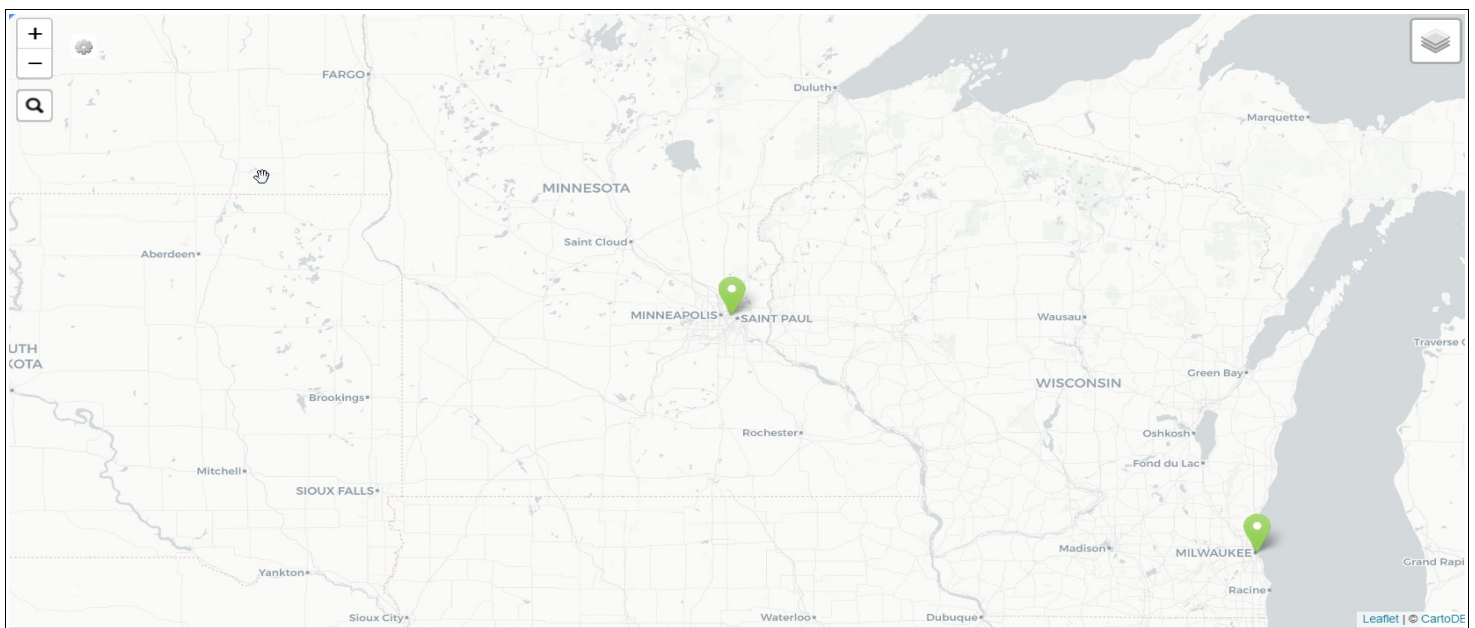 +
−
FARGO
Duluth
Marquette
MINNESOTA
Saint Cloud
Aberdeen
MINNEAPOLIS
SAINT PAUL
Wausau
UTH
KOTA
Traverse C
Green Bay
WISCONSIN
Brookings
Rochester
Oshkosh
Fond du Lac
Mitchell
SIOUX FALLS
Madison
MILWAUKEE
Grand Rapi
Yankton
Racine
Sioux City
Waterloo
Dubuque
Leaflet | © CartoDB